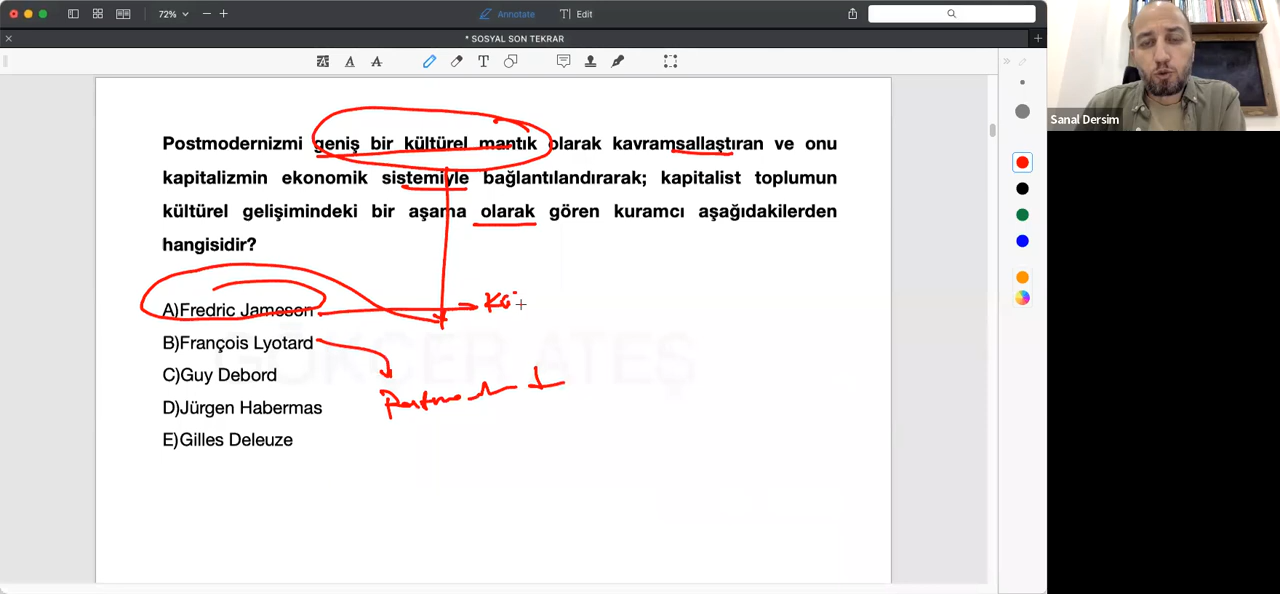 72%
Annotate
Edit
* SOSYAL SON TEKRAR
Postmodernizmi geniş bir kültürel mantık olarak kavramsallaştıran ve onu
kapitalizmin ekonomik sistemiyle bağlantılandırarak; kapitalist toplumun
kültürel gelişimindeki bir aşama olarak gören kuramcı aşağıdakilerden
hangisidir?
A)Fredric Jameson
B)François Lyotard
C)Guy Debord
D)Jürgen Habermas
E)Gilles Deleuze
GÖKÇER ATEŞ
Sanal Dersim